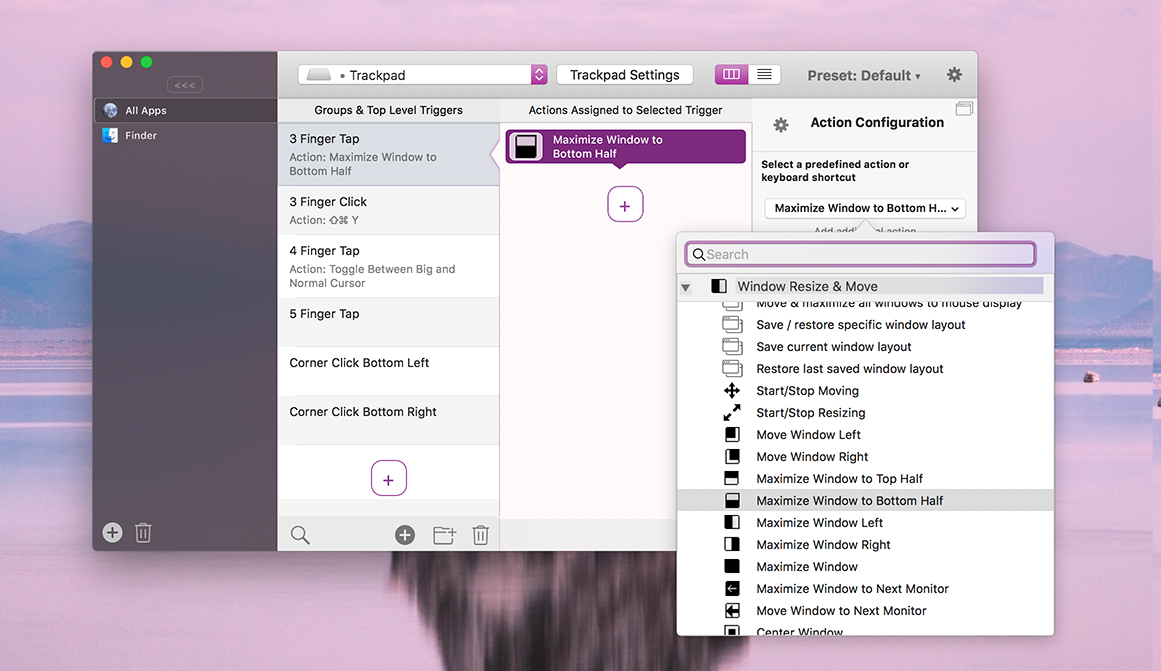 <<<
All Apps
Finder
• Trackpad
Trackpad Settings
Preset: Default ▾
Groups & Top Level Triggers
3 Finger Tap
Action: Maximize Window to
Bottom Half
3 Finger Click
Action: ⇧⌘ Y
4 Finger Tap
Action: Toggle Between Big and
Normal Cursor
5 Finger Tap
Corner Click Bottom Left
Corner Click Bottom Right
Actions Assigned to Selected Trigger
Maximize Window to
Bottom Half
Action Configuration
Select a predefined action or
keyboard shortcut
Maximize Window to Bottom H...
action
Search
Window Resize & Move
Move & maximize all windows to mouse display
Save / restore specific window layout
Save current window layout
Restore last saved window layout
Start/Stop Moving
Start/Stop Resizing
Move Window Left
Move Window Right
Maximize Window to Top Half
Maximize Window to Bottom Half
Maximize Window Left
Maximize Window Right
Maximize Window
Maximize Window to Next Monitor
Move Window to Next Monitor
Center Window